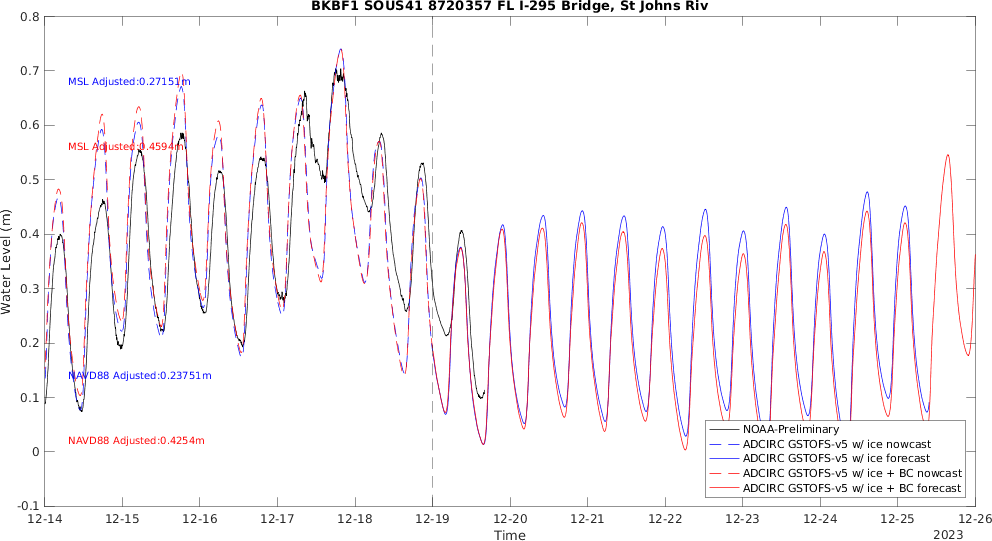 BKBF1 SOUS41 8720357 FL I-295 Bridge, St Johns Riv
0.8
0.7
0.6
0.5
0.4
0.3
0.2
0.1
0
-0.1
Water Level (m)
MSL Adjusted:0.27151m
MSL Adjusted:0.4594m
NAVD88 Adjusted:0.23751m
NAVD88 Adjusted:0.4254m
NOAA-Preliminary
ADCIRC GSTOFS-v5 w/ ice nowcast
ADCIRC GSTOFS-v5 w/ ice forecast
ADCIRC GSTOFS-v5 w/ ice + BC nowcast
ADCIRC GSTOFS-v5 w/ ice + BC forecast
12-14 12-15 12-16 12-17 12-18 12-19 12-20 12-21 12-22 12-23 12-24 12-25 12-26
Time
2023